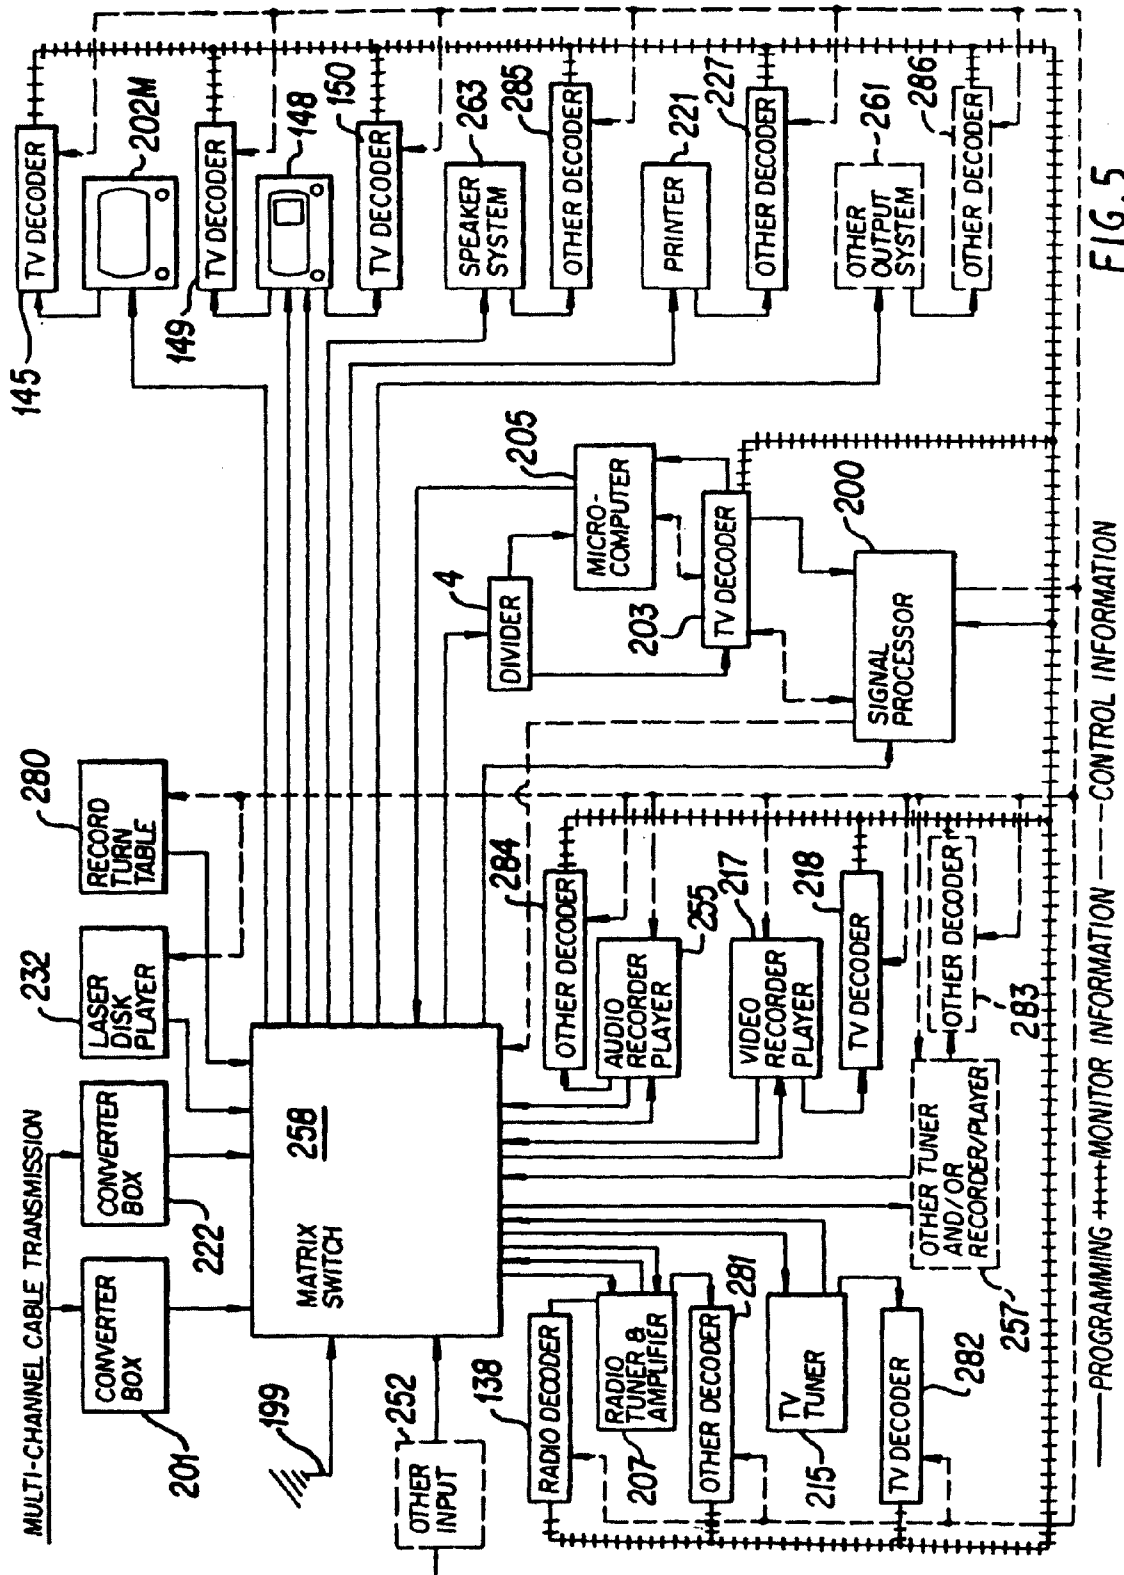 MULTI-CHANNEL CABLE TRANSMISSION
201
CONVERTER
BOX
222
CONVERTER
BOX
232
LASER
DISK
PLAYER
280
RECORD
TURN
TABLE
199
252
OTHER
INPUT
MATRIX
SWITCH
258
138
RADIO DECODER
RADIO
TUNER &
AMPLIFIER
207
OTHER DECODER
281
TV
TUNER
215
TV DECODER
282
OTHER TUNER
AND/OR
RECORDER/PLAYER
257
OTHER DECODER
283
284
OTHER DECODER
AUDIO
RECORDER
PLAYER
255
VIDEO
RECORDER
PLAYER
217
TV DECODER
218
4
DIVIDER
205
MICRO-
COMPUTER
203
TV DECODER
200
SIGNAL
PROCESSOR
145
TV DECODER
202M
149
TV DECODER
148
150
TV DECODER
263
SPEAKER
SYSTEM
285
OTHER DECODER
221
PRINTER
227
OTHER DECODER
261
OTHER
OUTPUT
SYSTEM
286
OTHER DECODER
PROGRAMMING MONITOR INFORMATION CONTROL INFORMATION
FIG. 5